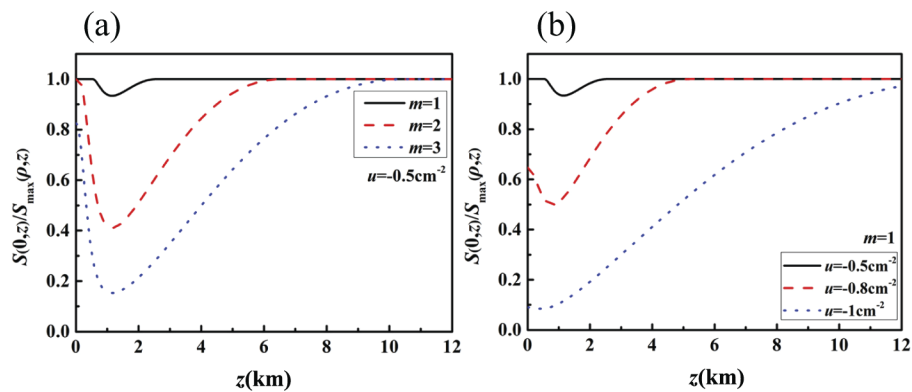 (a)
S(0,z)/S_max(ρ,z)
1.0
0.8
0.6
0.4
0.2
0.0
m=1
m=2
m=3
u=-0.5cm⁻²
0 2 4 6 8 10 12
z(km)
(b)
S(0,z)/S_max(ρ,z)
1.0
0.8
0.6
0.4
0.2
0.0
m=1
u=-0.5cm⁻²
u=-0.8cm⁻²
u=-1cm⁻²
0 2 4 6 8 10 12
z(km)